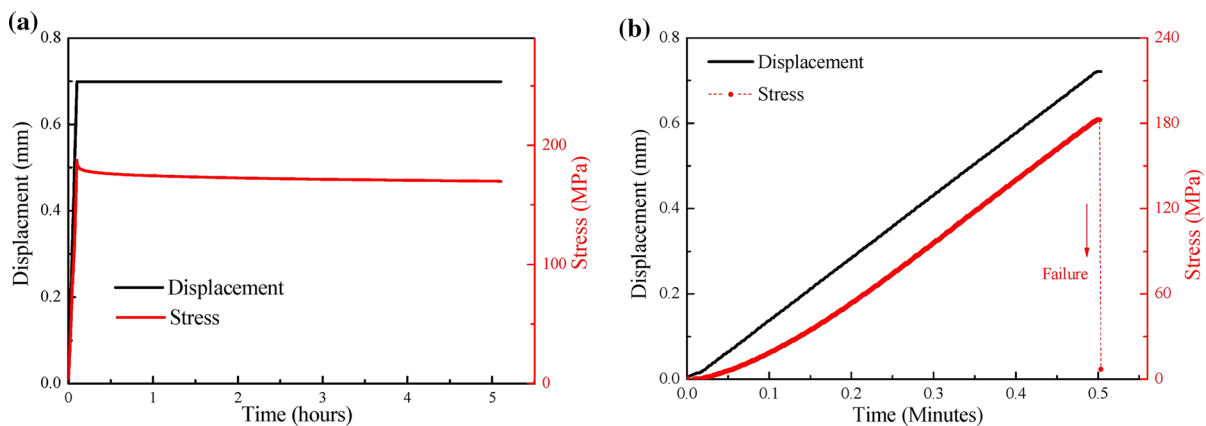 (a)
0.8
0.6
0.4
0.2
0.0
Displacment (mm)
0 1 2 3 4 5
Time (hours)
200
100
0
Stress (MPa)
Displacement
Stress
(b)
0.8
0.6
0.4
0.2
0.0
Displacement (mm)
0.0 0.1 0.2 0.3 0.4 0.5
Time (Minutes)
240
180
120
60
0
Stress (MPa)
Displacement
Stress
Failure